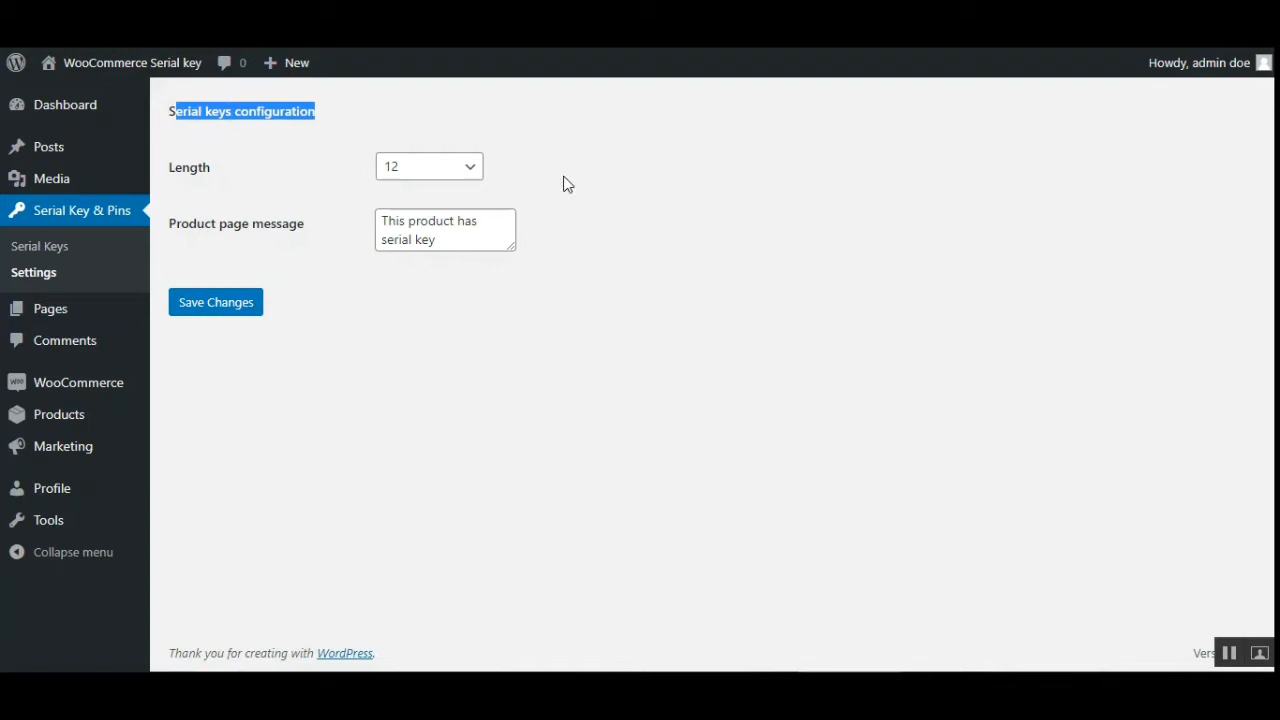 WooCommerce Serial key
0
New
Howdy, admin doe
Dashboard
Posts
Media
Serial Key & Pins
Serial Keys
Settings
Pages
Comments
WooCommerce
Products
Marketing
Profile
Tools
Collapse menu
Serial keys configuration
Length
12
Product page message
This product has
serial key
Save Changes
Thank you for creating with WordPress.